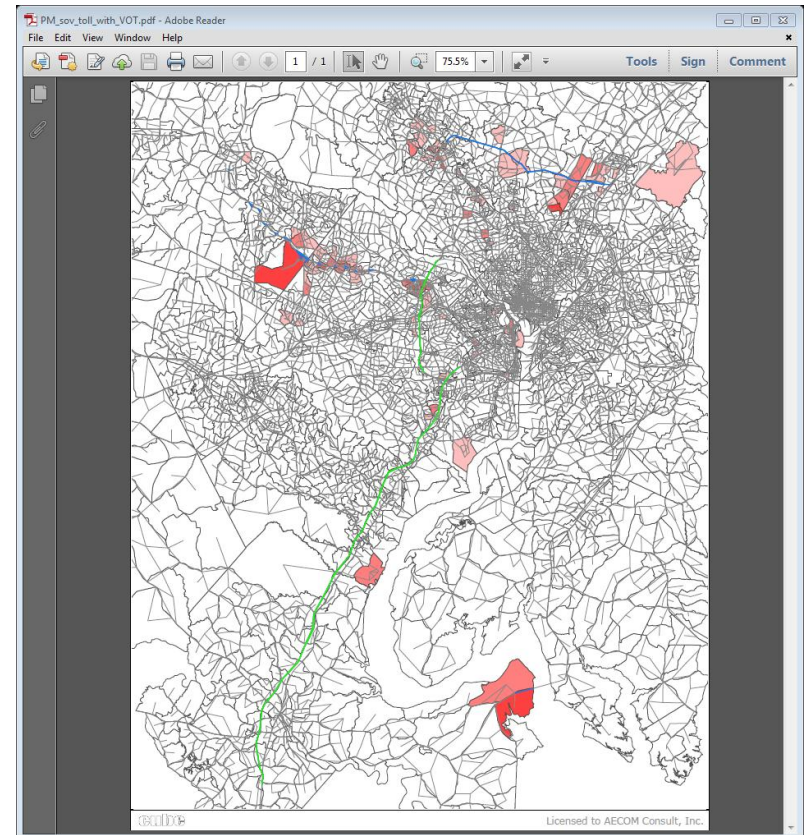 PM_sov_toll_with_VOT.pdf - Adobe Reader
File Edit View Window Help
1 / 1 75.5% Tools Sign Comment
cube Licensed to AECOM Consult, Inc.